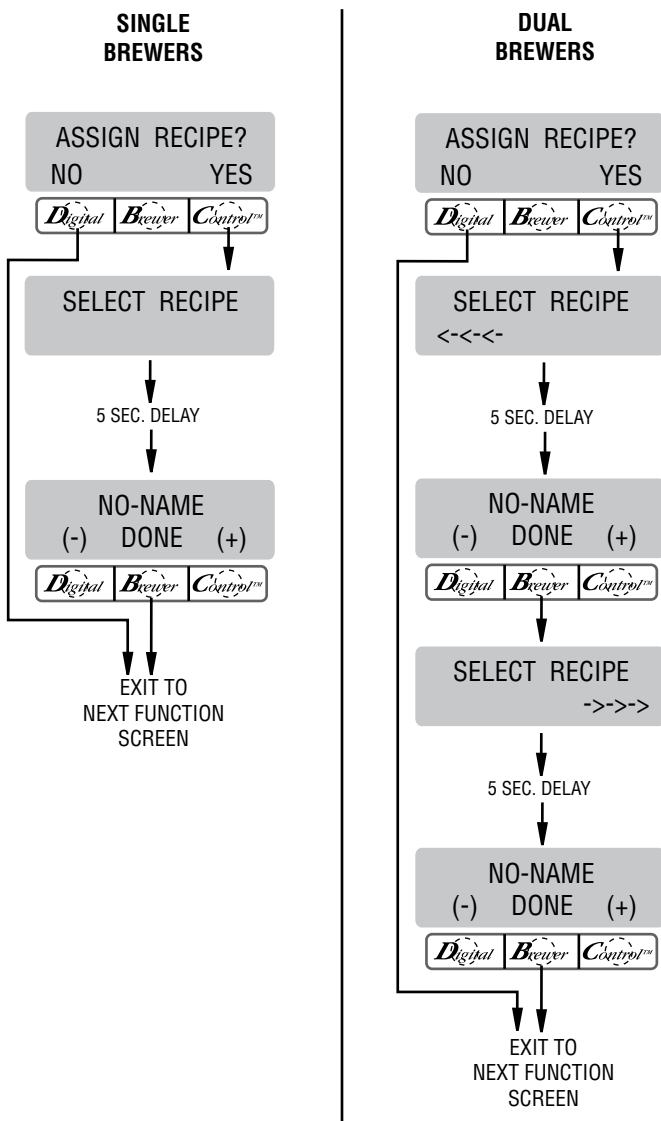 SINGLE
BREWERS
ASSIGN RECIPE?
NO YES
Digital Brewer Control™
SELECT RECIPE
5 SEC. DELAY
NO-NAME
(-) DONE (+)
Digital Brewer Control™
EXIT TO
NEXT FUNCTION
SCREEN
DUAL
BREWERS
ASSIGN RECIPE?
NO YES
Digital Brewer Control™
SELECT RECIPE
<-<-<-
5 SEC. DELAY
NO-NAME
(-) DONE (+)
Digital Brewer Control™
SELECT RECIPE
->->->
5 SEC. DELAY
NO-NAME
(-) DONE (+)
Digital Brewer Control™
EXIT TO
NEXT FUNCTION
SCREEN